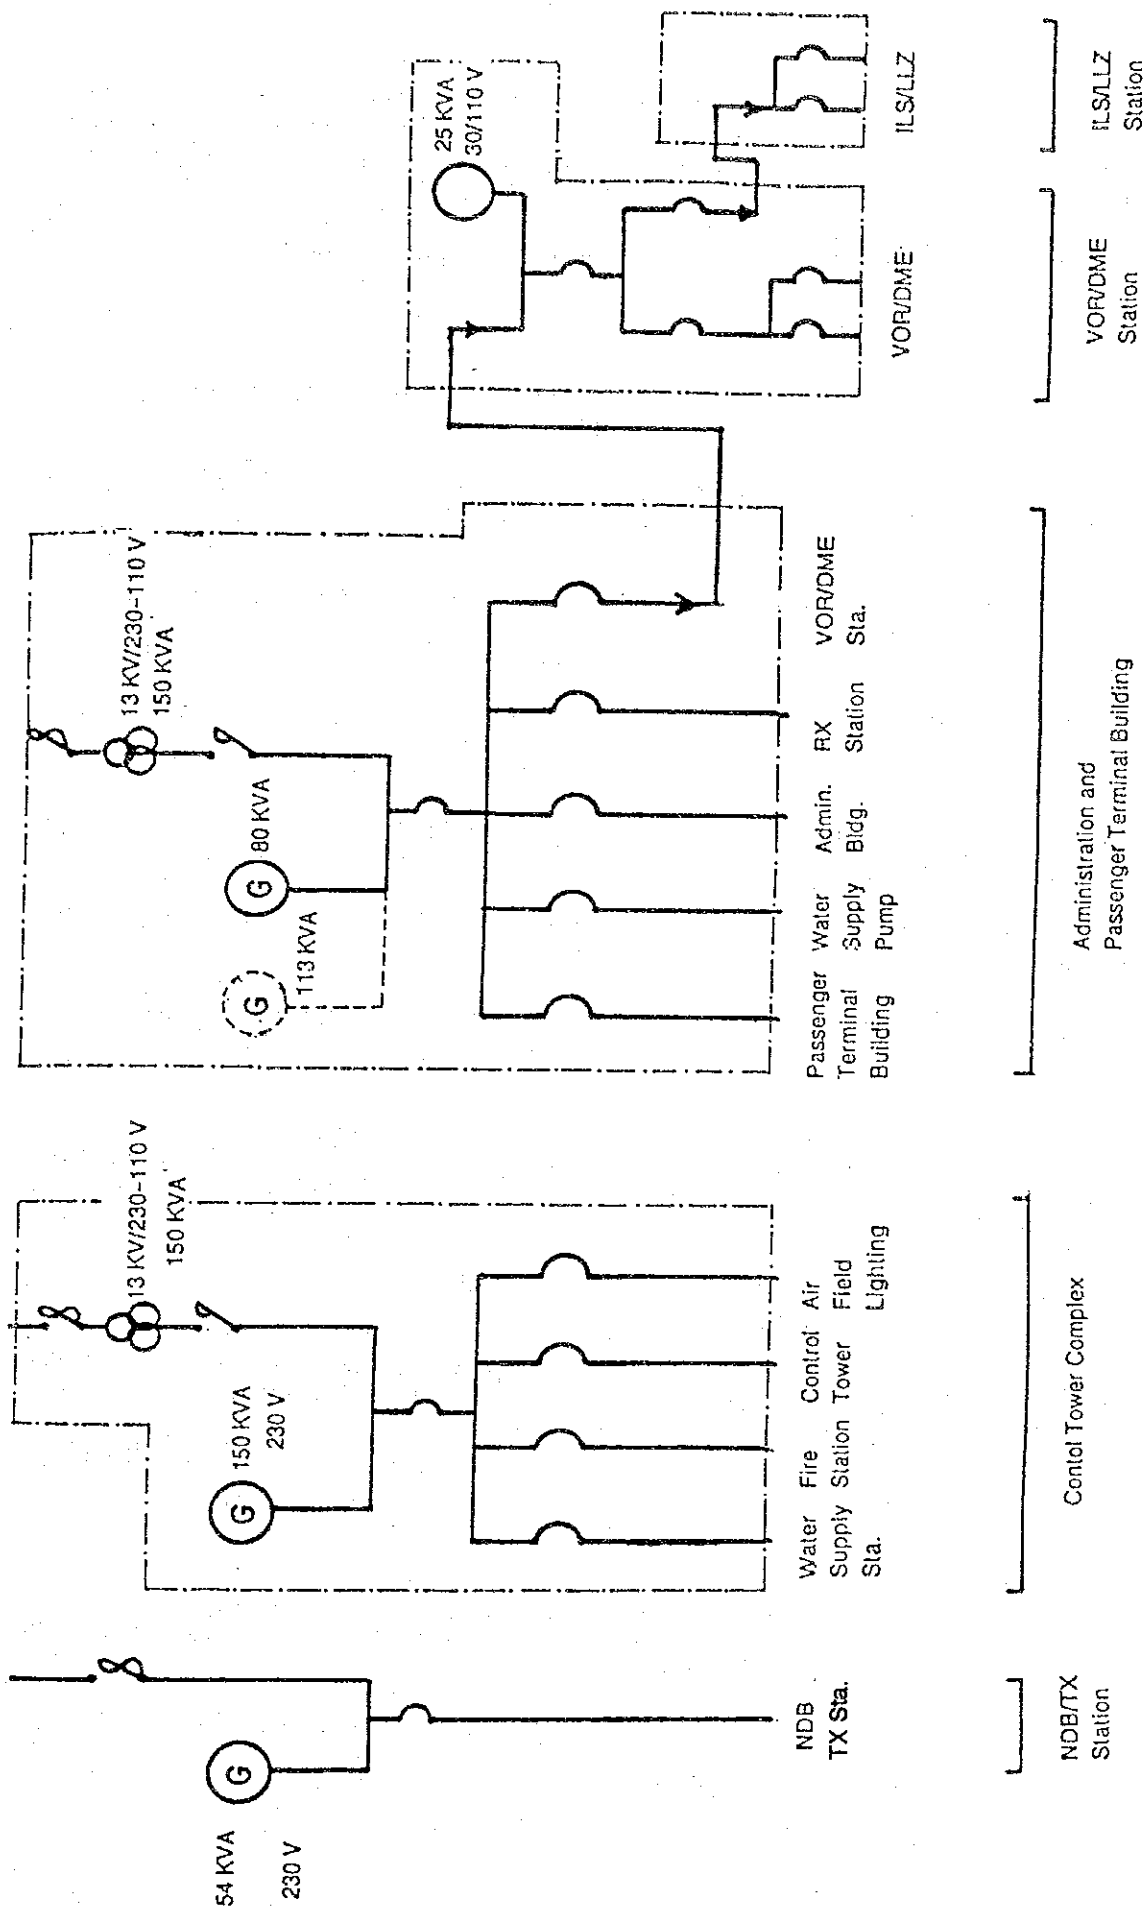 54 KVA
230 V
G
NDB
TX Sta.
NDB/TX
Station
150 KVA
230 V
G
13 KV/230-110 V
150 KVA
Water
Supply
Sta.
Fire
Station
Control
Tower
Air
Field
Lighting
Contol Tower Complex
G
113 KVA
G
80 KVA
13 KV/230-110 V
150 KVA
Passenger
Terminal
Building
Water
Supply
Pump
Admin.
Bldg.
RX
Station
VOR/DME
Sta.
Administration and
Passenger Terminal Building
25 KVA
30/110 V
VOR/DME
VOR/DME
Station
ILS/LLZ
ILS/LLZ
Station